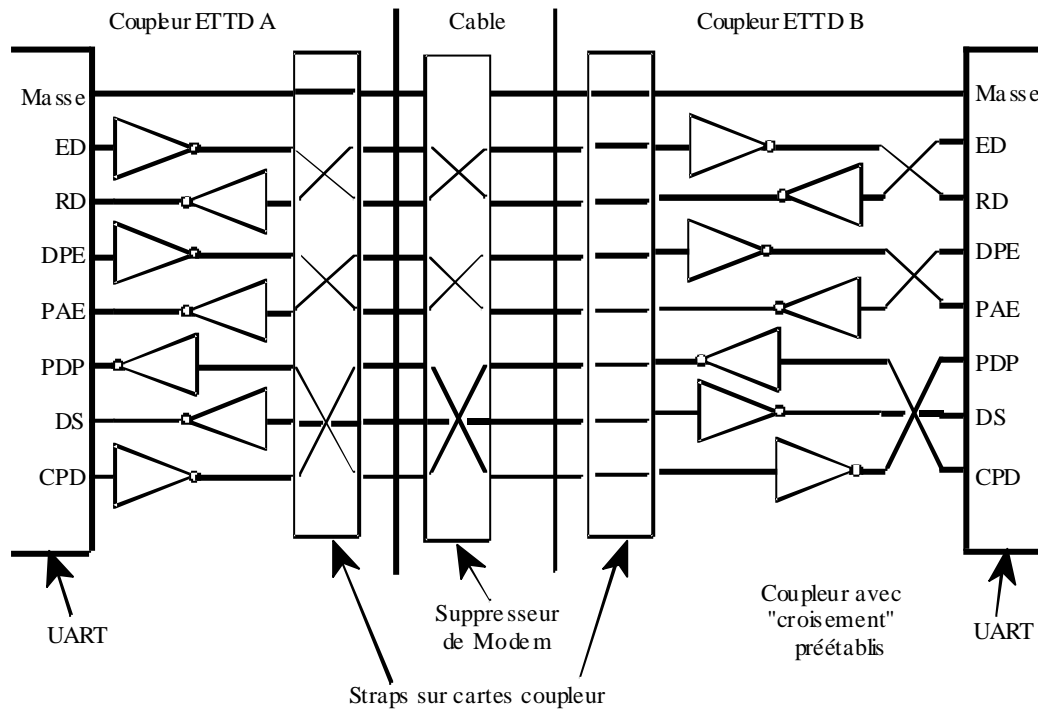 Coupleur ETTD A
Cable
Coupleur ETTD B
Masse
ED
RD
DPE
PAE
PDP
DS
CPD
Masse
ED
RD
DPE
PAE
PDP
DS
CPD
UART
Suppresseur
de Modem
Coupleur avec
"croisement"
préétablis
UART
Straps sur cartes coupleur